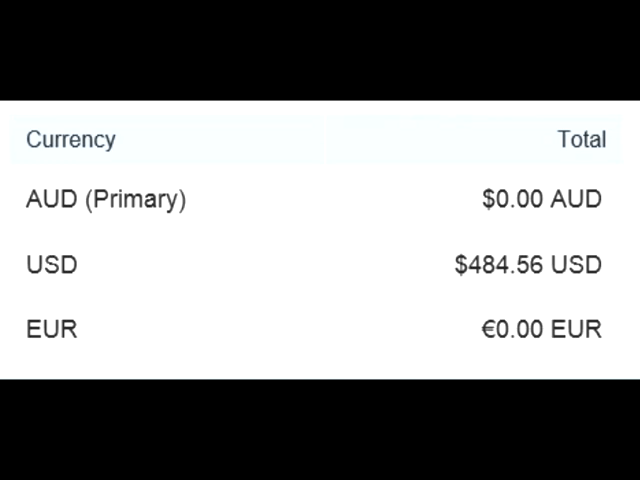 Currency Total
AUD (Primary) $0.00 AUD
USD $484.56 USD
EUR €0.00 EUR